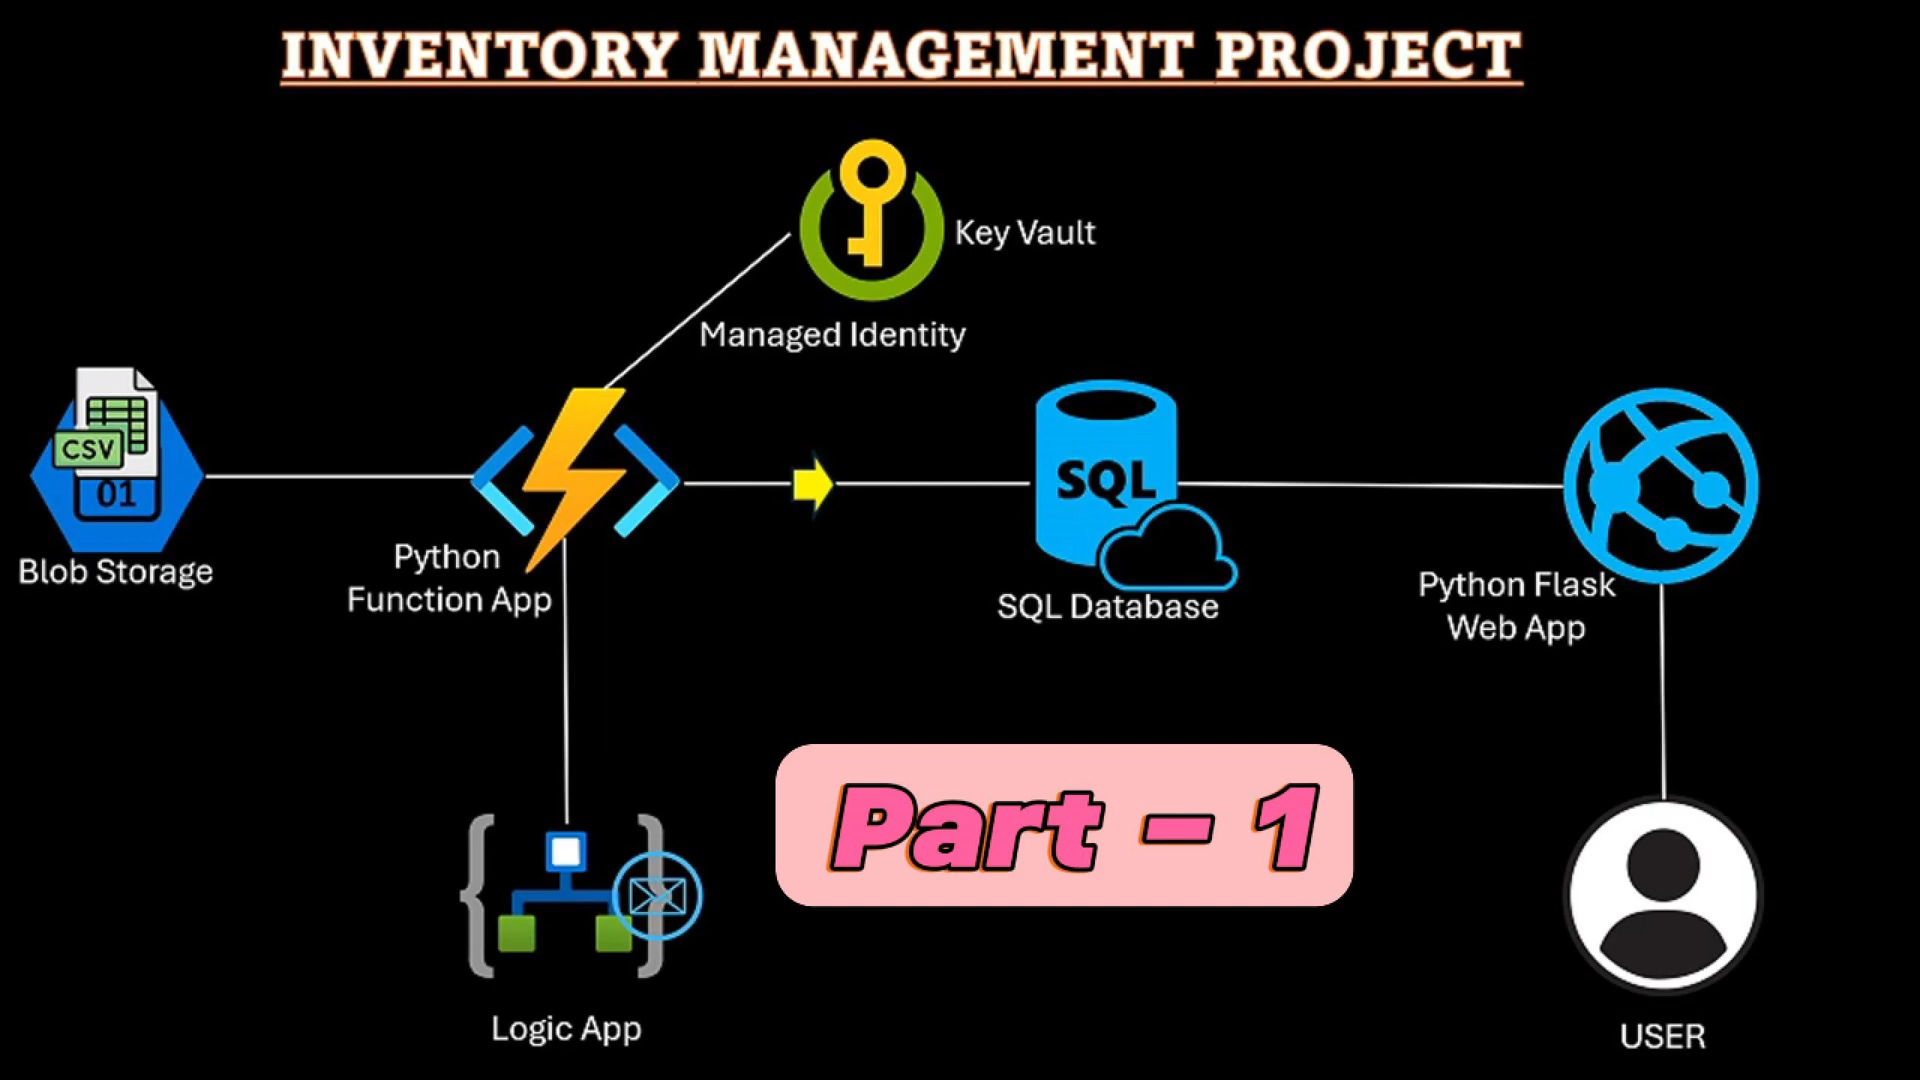 INVENTORY MANAGEMENT PROJECT
Key Vault
Managed Identity
CSV
01
Blob Storage
Python
Function App
SQL
SQL Database
Python Flask
Web App
Part - 1
Logic App
USER